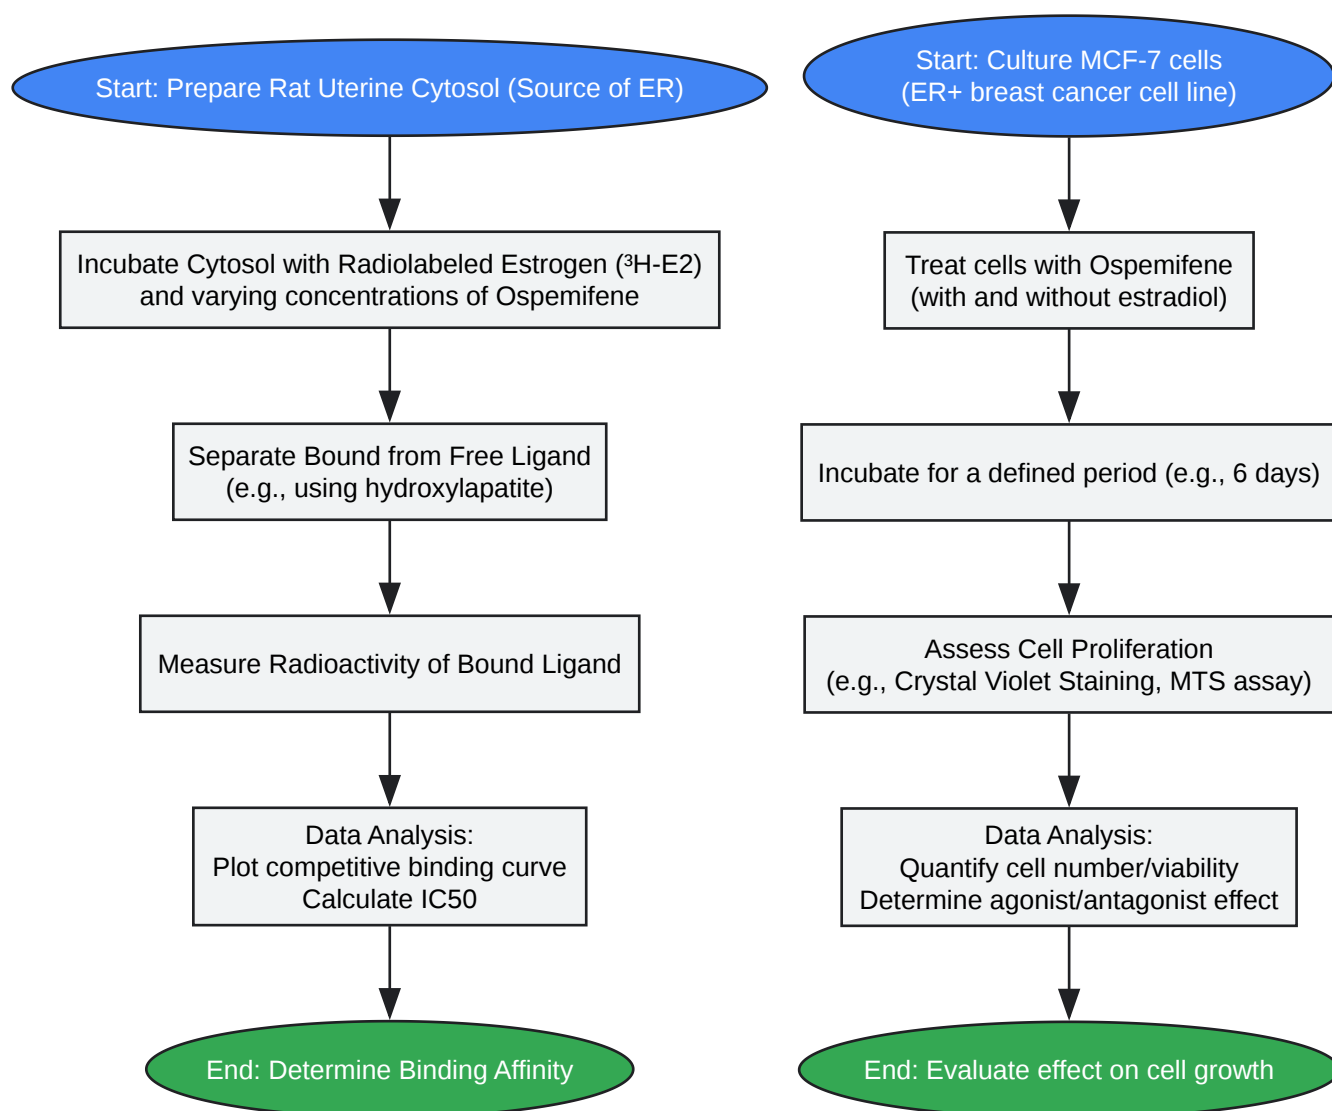 Start: Prepare Rat Uterine Cytosol (Source of ER)
Incubate Cytosol with Radiolabeled Estrogen (³H-E2)
and varying concentrations of Ospemifene
Separate Bound from Free Ligand
(e.g., using hydroxylapatite)
Measure Radioactivity of Bound Ligand
Data Analysis:
Plot competitive binding curve
Calculate IC50
End: Determine Binding Affinity
Start: Culture MCF-7 cells
(ER+ breast cancer cell line)
Treat cells with Ospemifene
(with and without estradiol)
Incubate for a defined period (e.g., 6 days)
Assess Cell Proliferation
(e.g., Crystal Violet Staining, MTS assay)
Data Analysis:
Quantify cell number/viability
Determine agonist/antagonist effect
End: Evaluate effect on cell growth